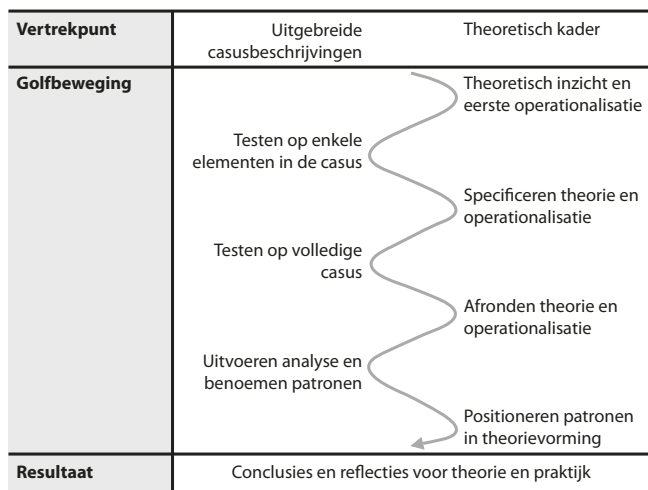 Vertrekpunt
Uitgebreide
casusbeschrijvingen
Theoretisch kader
Golfbeweging
Theoretisch inzicht en
eerste operationalisatie
Testen op enkele
elementen in de casus
Specificeren theorie en
operationalisatie
Testen op volledige
casus
Afronden theorie en
operationalisatie
Uitvoeren analyse en
benoemen patronen
Positioneren patronen
in theorievorming
Resultaat
Conclusies en reflecties voor theorie en praktijk